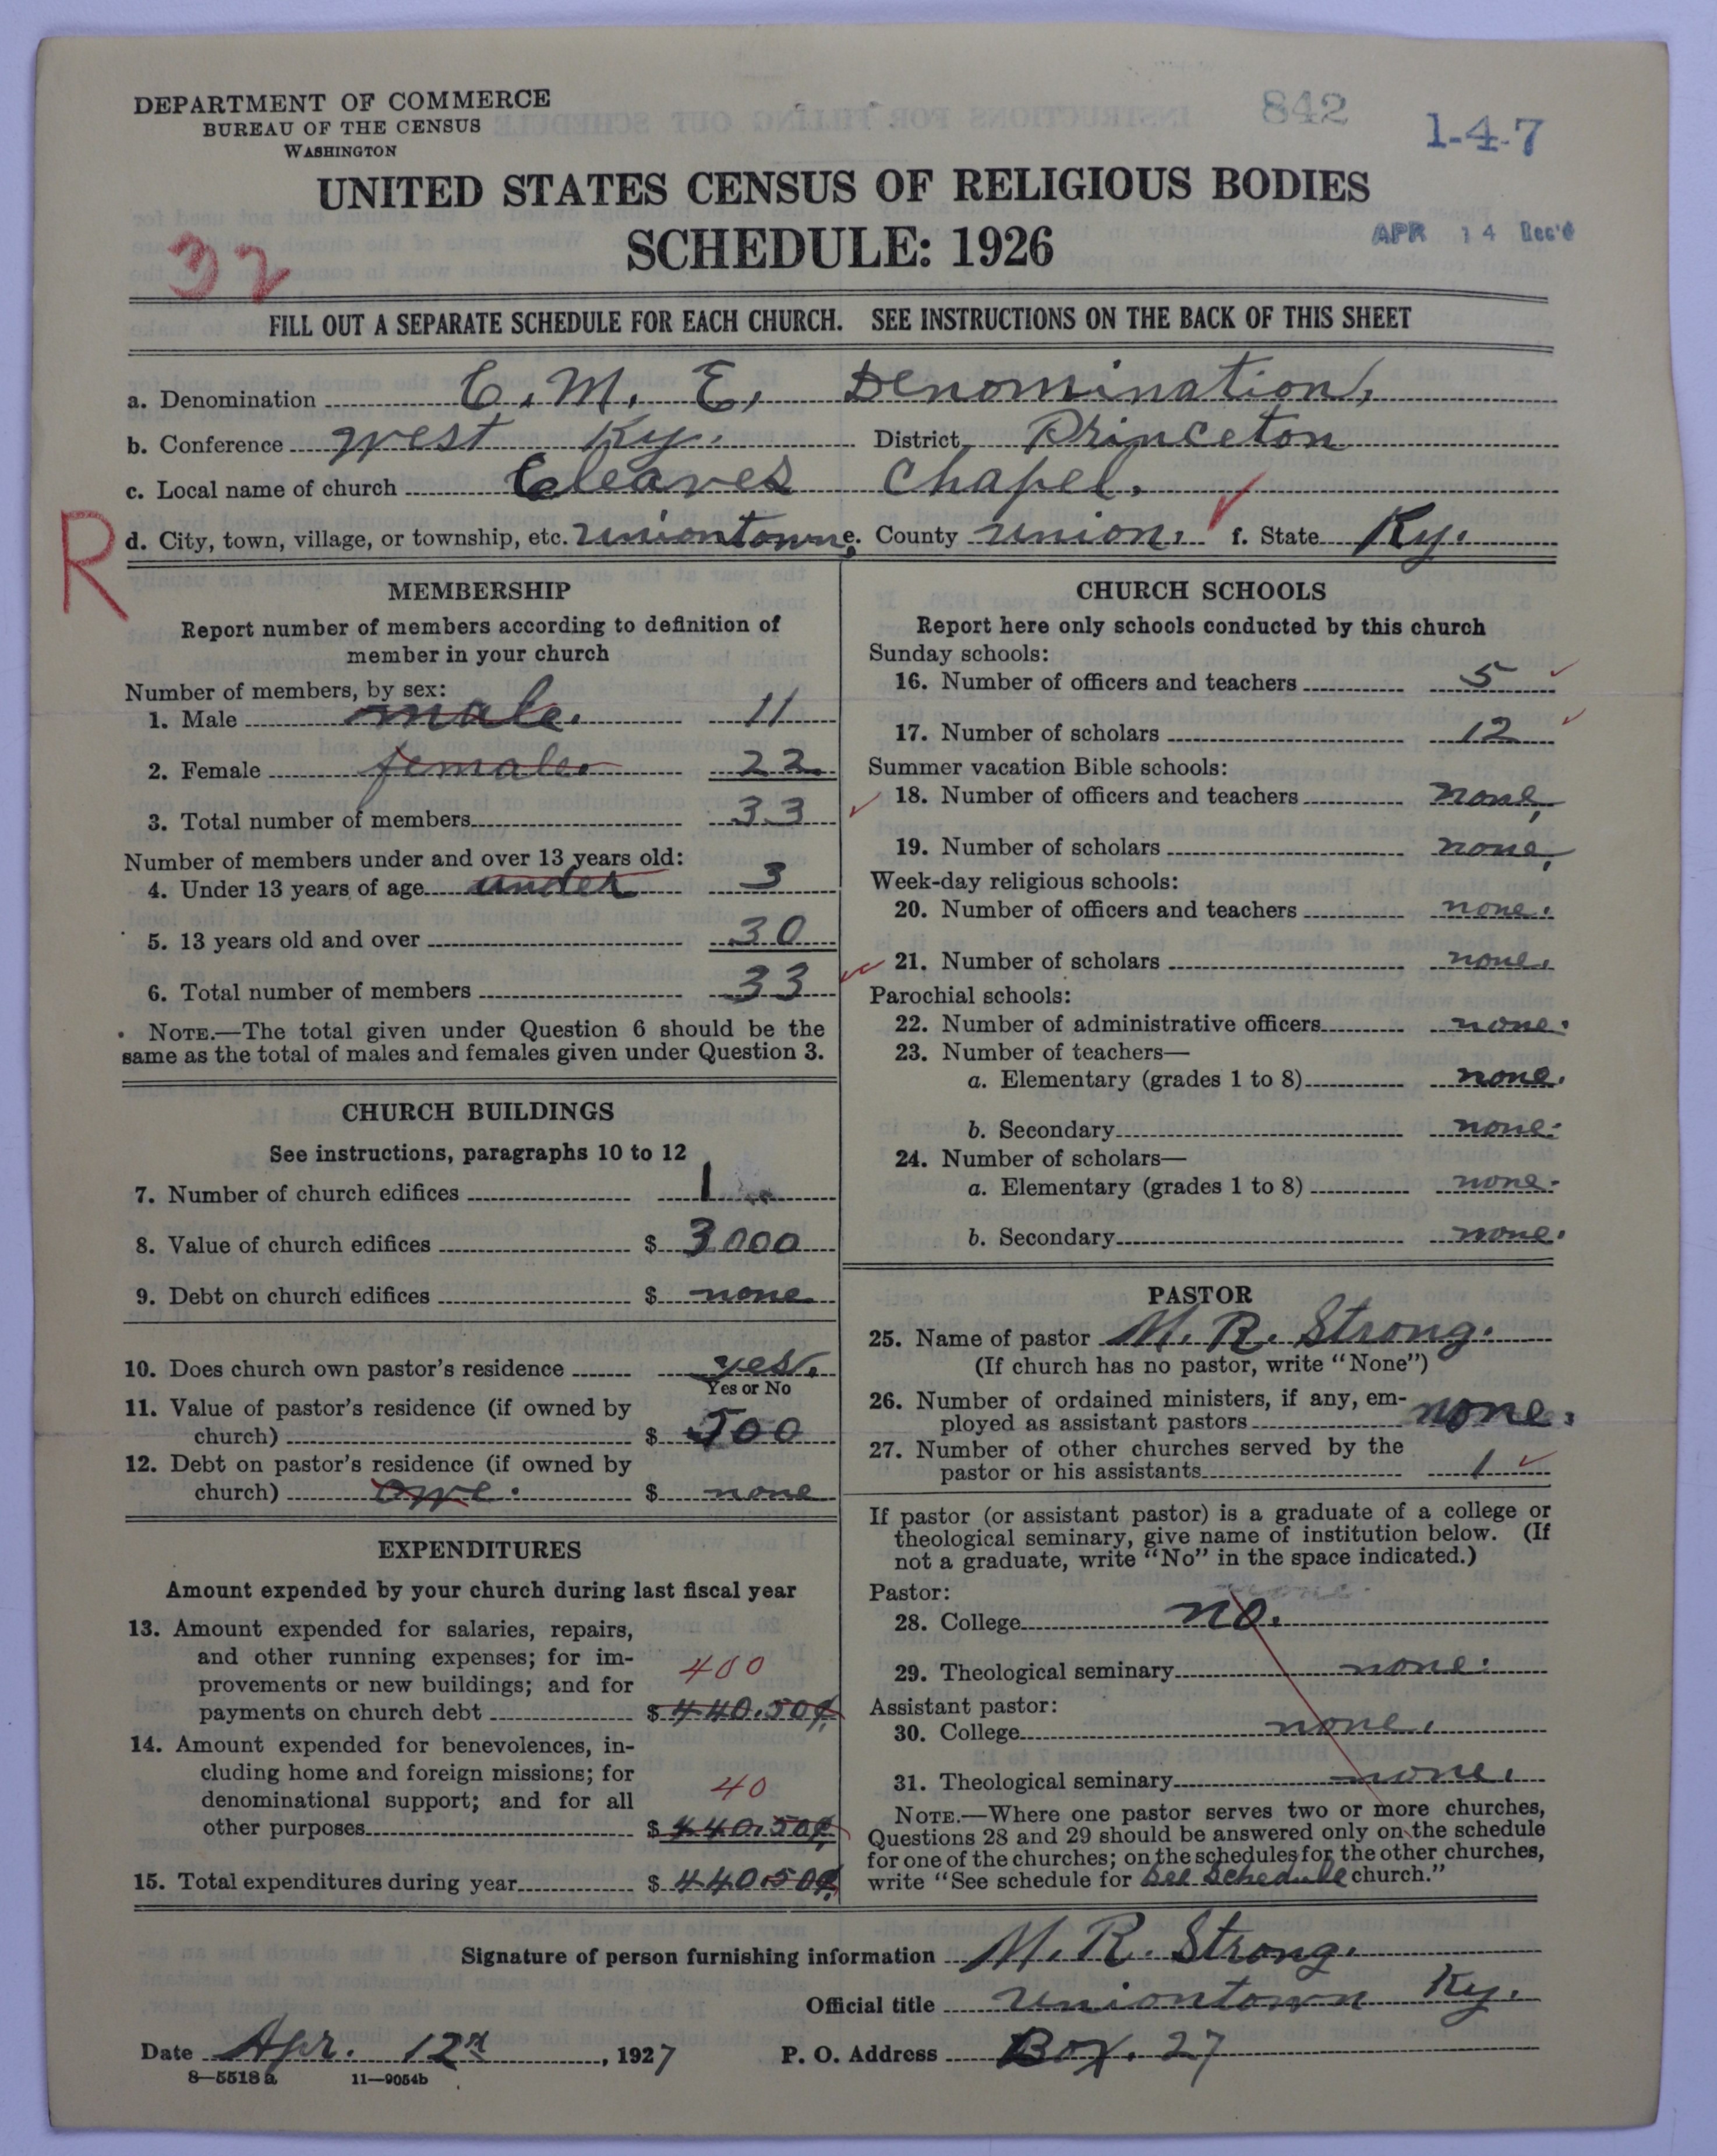 DEPARTMENT OF COMMERCE
BUREAU OF THE CENSUS
WASHINGTON
842
1-4-7
UNITED STATES CENSUS OF RELIGIOUS BODIES
SCHEDULE: 1926
APR 14 Rec'd
32
FILL OUT A SEPARATE SCHEDULE FOR EACH CHURCH. SEE INSTRUCTIONS ON THE BACK OF THIS SHEET
a. Denomination C. M. E. Denomination,
b. Conference West Ky. District Princeton
c. Local name of church Cleaves Chapel.
R
d. City, town, village, or township, etc. Uniontown, e. County Union. f. State Ky.
MEMBERSHIP
Report number of members according to definition of
member in your church
Number of members, by sex:
1. Male male. 11
2. Female female. 22
3. Total number of members 33
Number of members under and over 13 years old:
4. Under 13 years of age under 3
5. 13 years old and over 30
6. Total number of members 33
NOTE.—The total given under Question 6 should be the
same as the total of males and females given under Question 3.
CHURCH BUILDINGS
See instructions, paragraphs 10 to 12
7. Number of church edifices 1
8. Value of church edifices $ 3000
9. Debt on church edifices $ none
10. Does church own pastor's residence yes.
Yes or No
11. Value of pastor's residence (if owned by
church) $ 500
12. Debt on pastor's residence (if owned by
church) owe. $ none
EXPENDITURES
Amount expended by your church during last fiscal year
13. Amount expended for salaries, repairs,
and other running expenses; for im-
provements or new buildings; and for 400
payments on church debt $ 440.50¢
14. Amount expended for benevolences, in-
cluding home and foreign missions; for
denominational support; and for all 40
other purposes $ 440.50¢
15. Total expenditures during year $ 440.50¢
CHURCH SCHOOLS
Report here only schools conducted by this church
Sunday schools:
16. Number of officers and teachers 5
17. Number of scholars 12
Summer vacation Bible schools:
18. Number of officers and teachers none,
19. Number of scholars none,
Week-day religious schools:
20. Number of officers and teachers none.
21. Number of scholars none.
Parochial schools:
22. Number of administrative officers none.
23. Number of teachers—
a. Elementary (grades 1 to 8) none.
b. Secondary none.
24. Number of scholars—
a. Elementary (grades 1 to 8) none.
b. Secondary none.
PASTOR
25. Name of pastor M. R. Strong.
(If church has no pastor, write "None")
26. Number of ordained ministers, if any, em-
ployed as assistant pastors none.
27. Number of other churches served by the
pastor or his assistants 1
If pastor (or assistant pastor) is a graduate of a college or
theological seminary, give name of institution below. (If
not a graduate, write "No" in the space indicated.)
Pastor: none.
28. College no.
29. Theological seminary none.
Assistant pastor:
30. College none.
31. Theological seminary none.
NOTE.—Where one pastor serves two or more churches,
Questions 28 and 29 should be answered only on the schedule
for one of the churches; on the schedules for the other churches,
write "See schedule for see schedule church."
Signature of person furnishing information M. R. Strong.
Official title Uniontown Ky.
Date Apr. 12th, 1927 P. O. Address Box. 27
8—5518 a 11—9054b